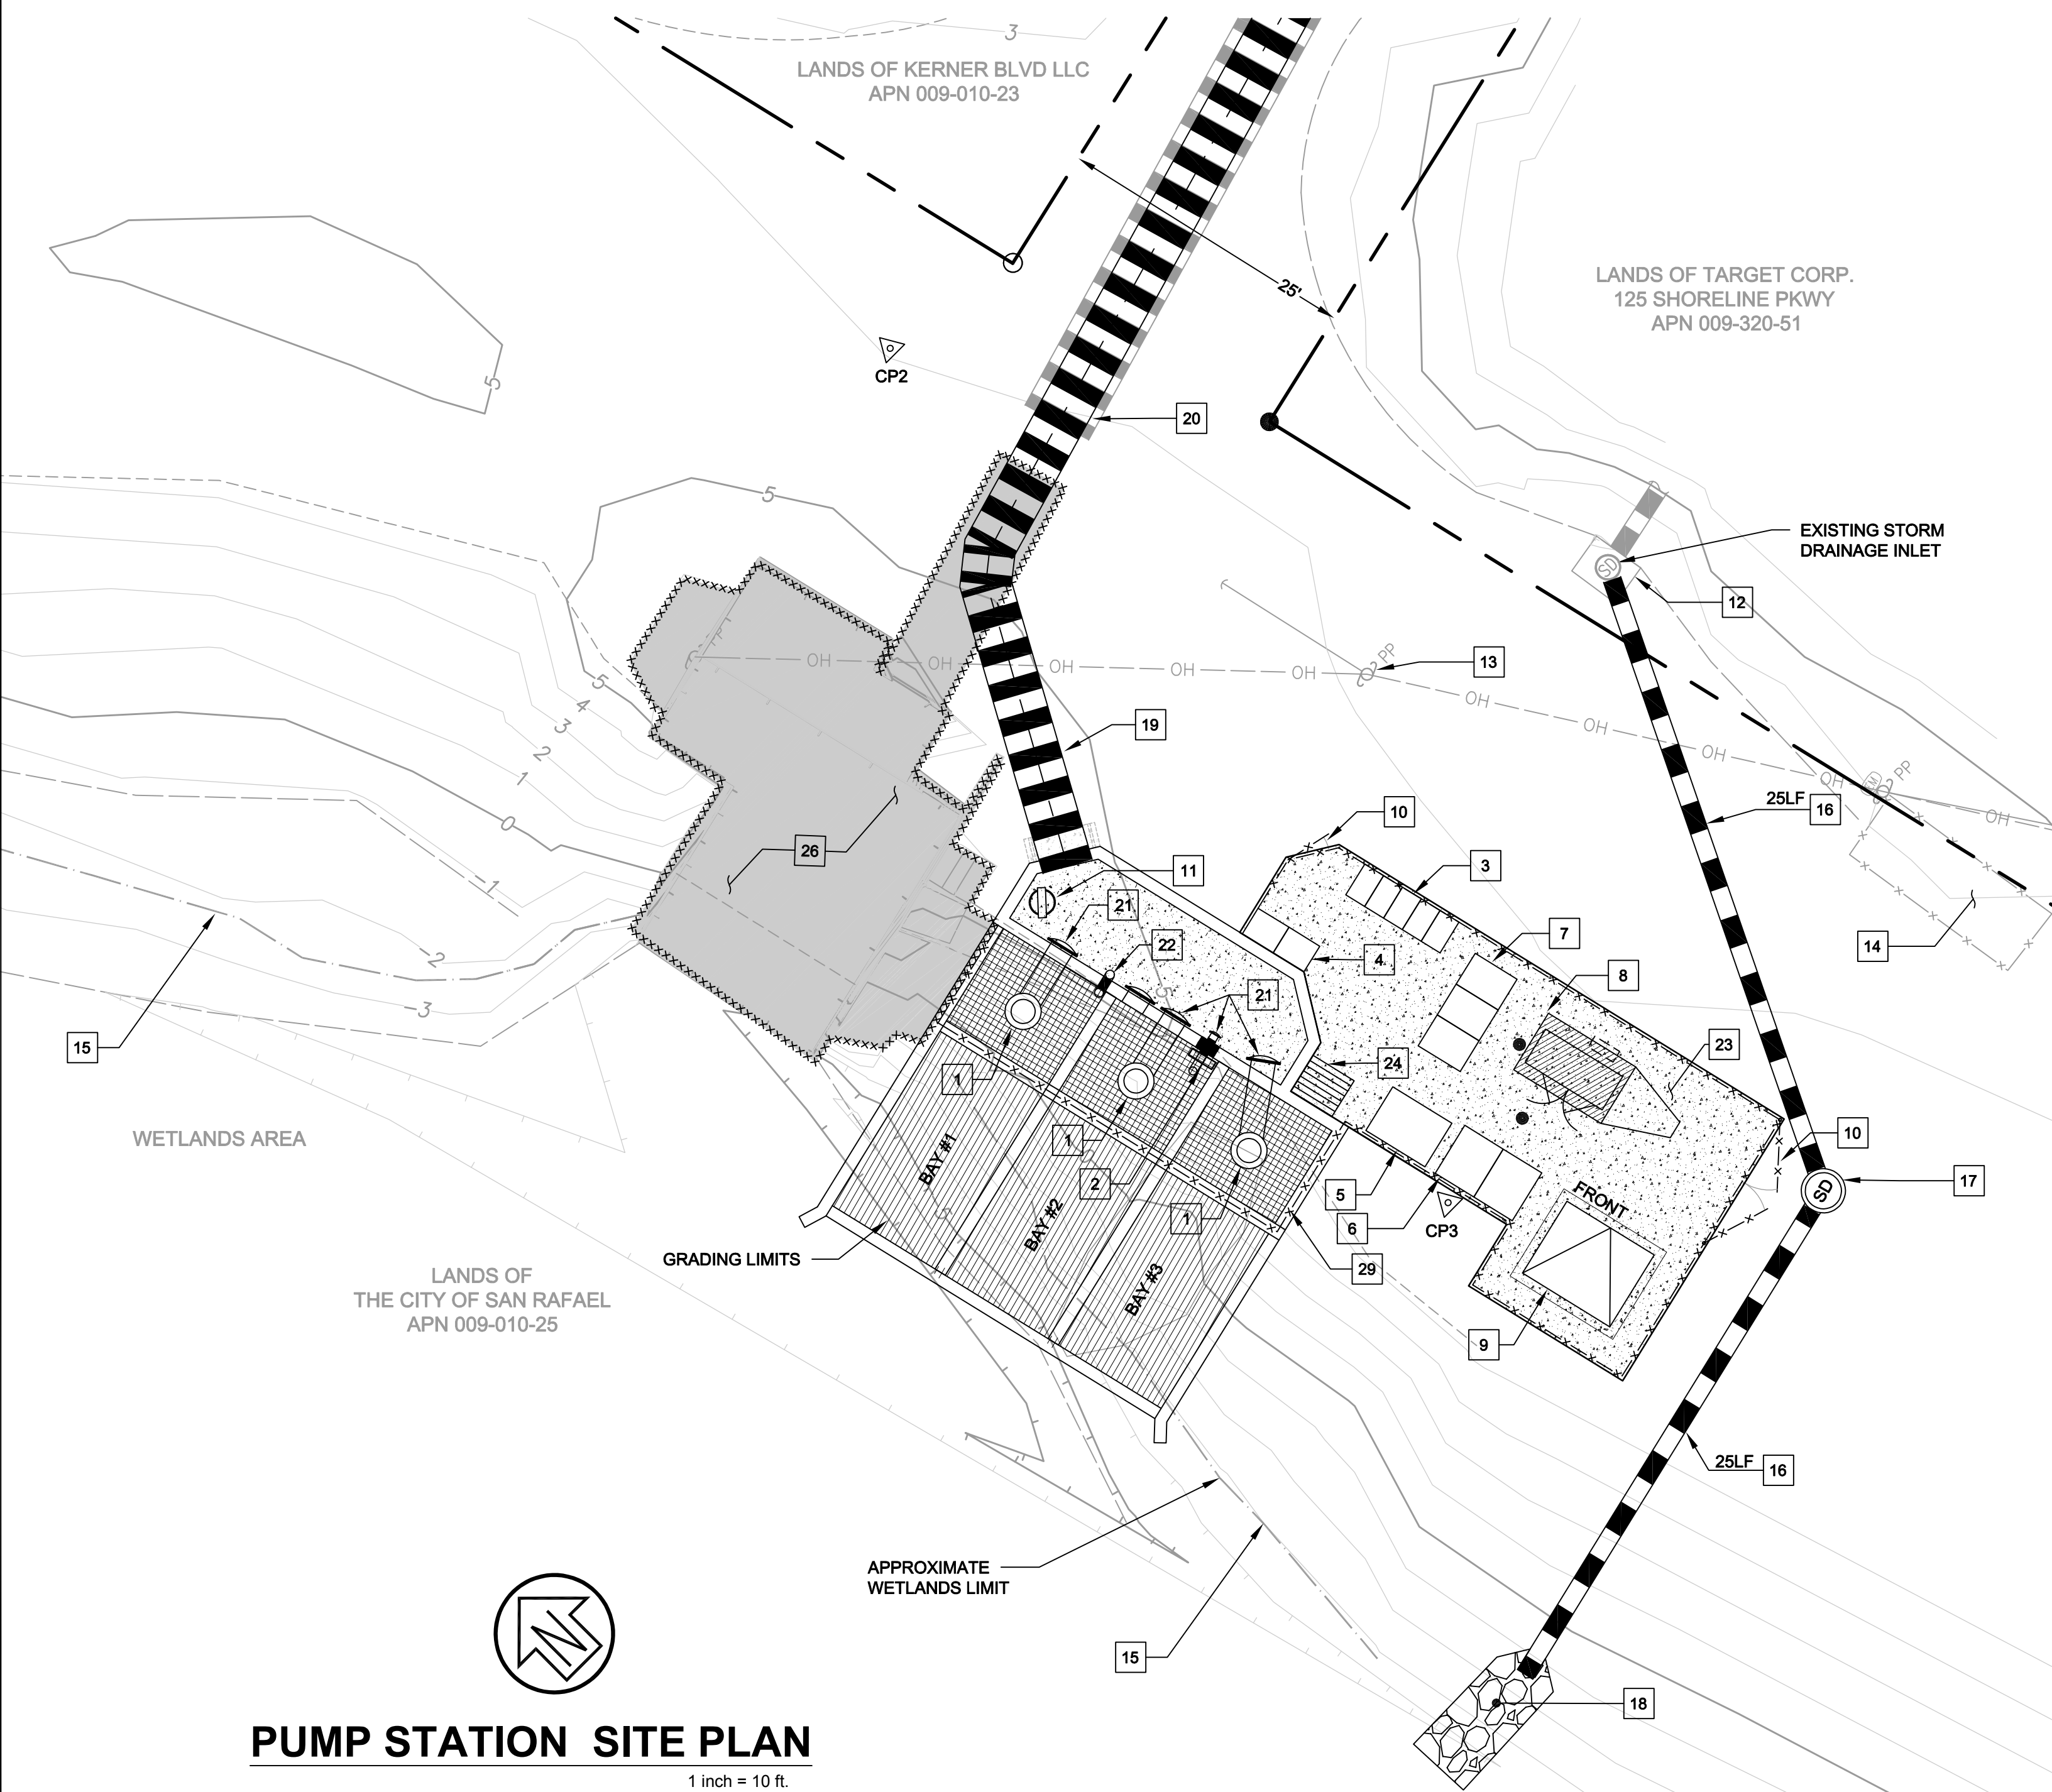 3
LANDS OF KERNER BLVD LLC
APN 009-010-23
25'
LANDS OF TARGET CORP.
125 SHORELINE PKWY
APN 009-320-51
CP2
5
20
5
EXISTING STORM
DRAINAGE INLET
SD
12
PP
OH
OH
OH
OH
OH
PP
13
OH
OH
OH
OH
OH
PP
5
4
3
2
1
19
25LF 16
0
26
10
3
11
21
22
1
7
4
8
14
15
2
3
5
21
23
24
1
1
2
1
5
6
CP3
10
SD
17
WETLANDS AREA
BAY #1
BAY #2
BAY #3
5
FRONT
GRADING LIMITS
29
9
LANDS OF
THE CITY OF SAN RAFAEL
APN 009-010-25
25LF 16
APPROXIMATE
WETLANDS LIMIT
15
18
N
PUMP STATION SITE PLAN
1 inch = 10 ft.